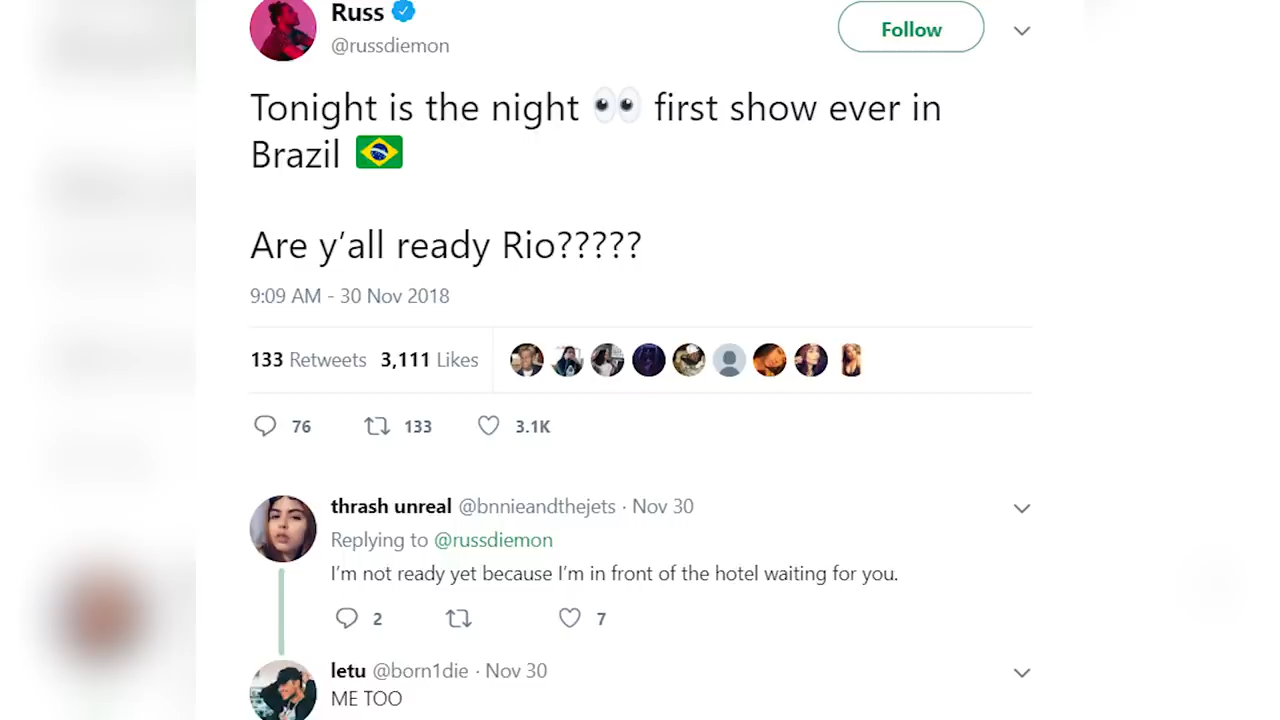 Russ
Follow
@russdiemon
Tonight is the night 👀 first show ever in
Brazil 🇧🇷
Are y’all ready Rio?????
9:09 AM - 30 Nov 2018
133 Retweets 3,111 Likes
76 133 3.1K
thrash unreal @bnnieandthejets · Nov 30
Replying to @russdiemon
I’m not ready yet because I’m in front of the hotel waiting for you.
2 7
letu @born1die · Nov 30
ME TOO